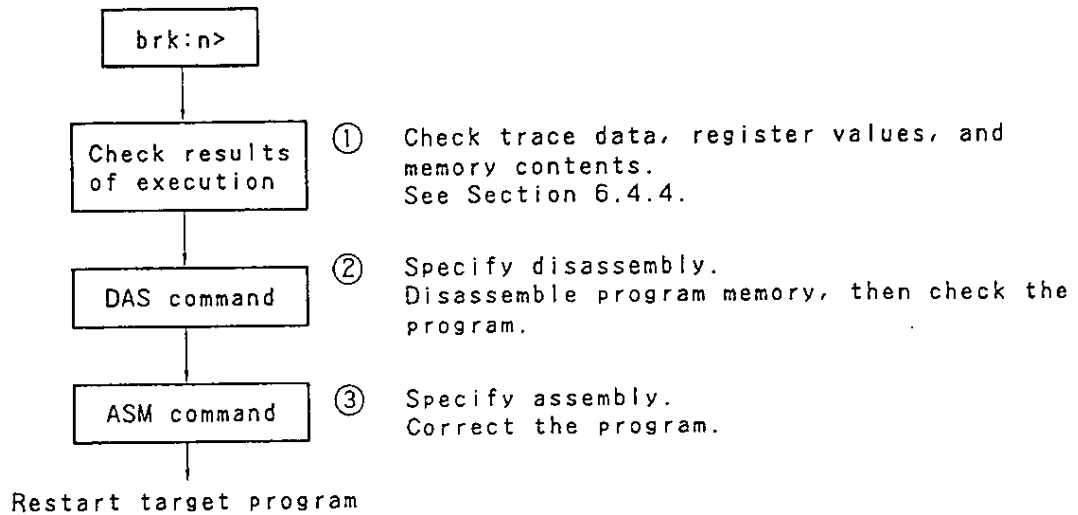 brk:n>
Check results
of execution
① Check trace data, register values, and
memory contents.
See Section 6.4.4.
DAS command
② Specify disassembly.
Disassemble program memory, then check the
program.
ASM command
③ Specify assembly.
Correct the program.
Restart target program